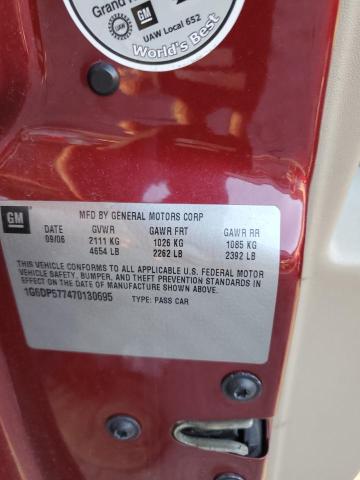 Grand
GM
UAW Local 652
World's Best
GM
MFD BY GENERAL MOTORS CORP
DATE GVWR GAWR FRT GAWR RR
09/06 2111 KG 1026 KG 1085 KG
4654 LB 2262 LB 2392 LB
THIS VEHICLE CONFORMS TO ALL APPLICABLE U.S. FEDERAL MOTOR
VEHICLE SAFETY, BUMPER, AND THEFT PREVENTION STANDARDS IN
EFFECT ON THE DATE OF MANUFACTURE SHOWN ABOVE.
1G6DP577470130695 TYPE: PASS CAR